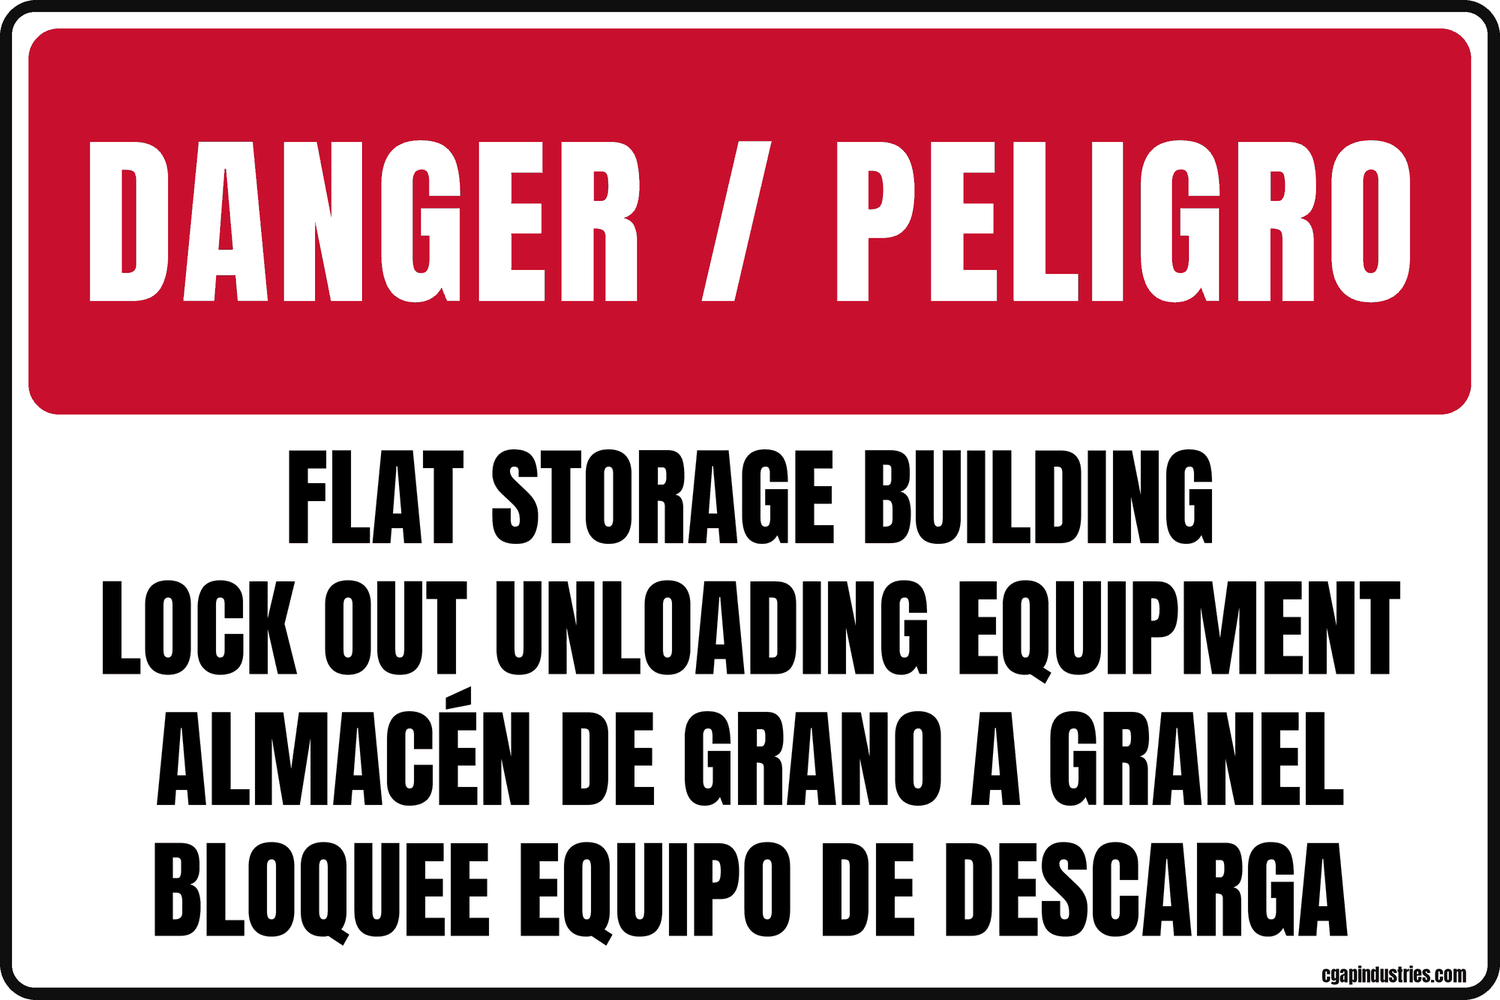 DANGER / PELIGRO
FLAT STORAGE BUILDING
LOCK OUT UNLOADING EQUIPMENT
ALMACÉN DE GRANO A GRANEL
BLOQUEE EQUIPO DE DESCARGA
cgapindustries.com